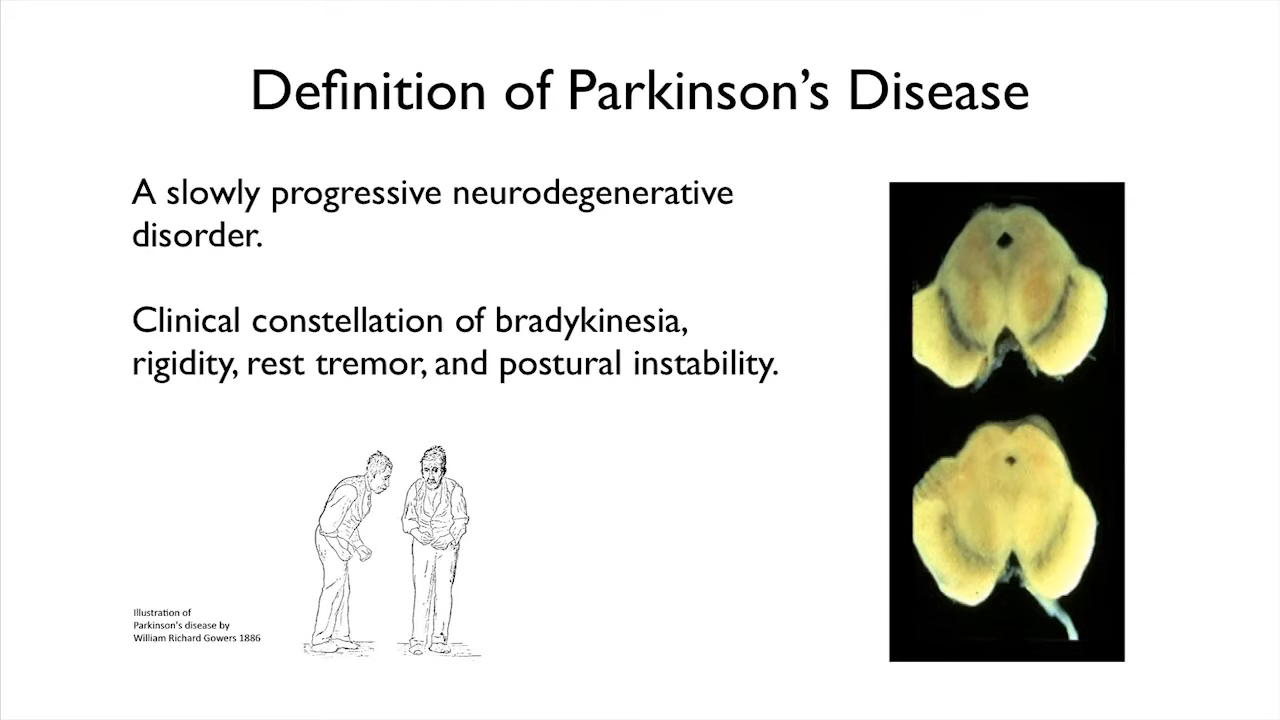 Definition of Parkinson’s Disease
A slowly progressive neurodegenerative
disorder.
Clinical constellation of bradykinesia,
rigidity, rest tremor, and postural instability.
Illustration of
Parkinson's disease by
William Richard Gowers 1886